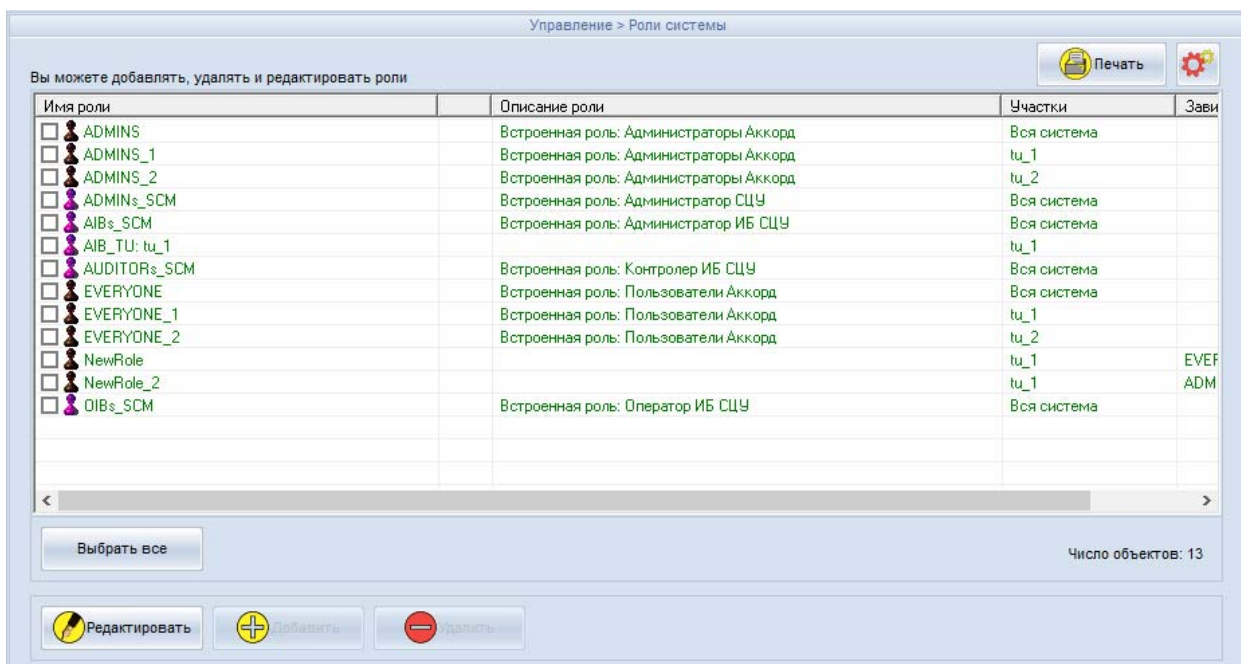 Управление > Роли системы
Печать
Вы можете добавлять, удалять и редактировать роли
Имя роли Описание роли Участки Зави
ADMINS Встроенная роль: Администраторы Аккорд Вся система
ADMINS_1 Встроенная роль: Администраторы Аккорд tu_1
ADMINS_2 Встроенная роль: Администраторы Аккорд tu_2
ADMINs_SCM Встроенная роль: Администратор СЦУ Вся система
AIBs_SCM Встроенная роль: Администратор ИБ СЦУ Вся система
AIB_TU: tu_1 tu_1
AUDITORs_SCM Встроенная роль: Контролер ИБ СЦУ Вся система
EVERYONE Встроенная роль: Пользователи Аккорд Вся система
EVERYONE_1 Встроенная роль: Пользователи Аккорд tu_1
EVERYONE_2 Встроенная роль: Пользователи Аккорд tu_2
NewRole tu_1 EVER
NewRole_2 tu_1 ADM
OIBs_SCM Встроенная роль: Оператор ИБ СЦУ Вся система
Выбрать все Число объектов: 13
Редактировать Добавить Удалить